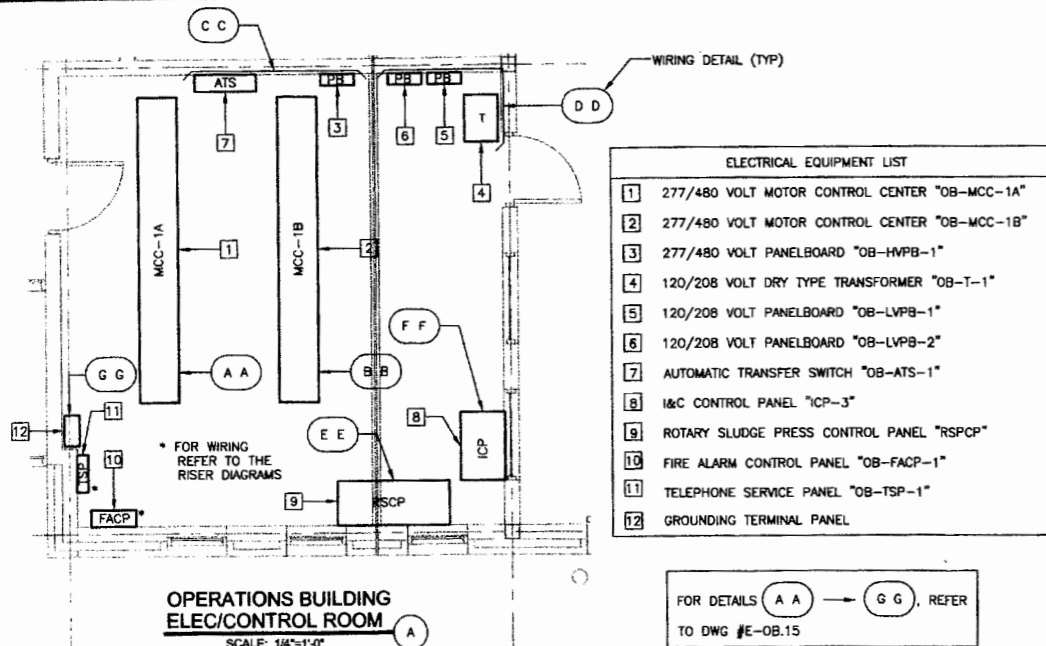 C C
WIRING DETAIL (TYP)
ATS
PB
PB
PB
D D
T
7
3
6
5
4
ELECTRICAL EQUIPMENT LIST
1 277/480 VOLT MOTOR CONTROL CENTER "OB-MCC-1A"
2 277/480 VOLT MOTOR CONTROL CENTER "OB-MCC-1B"
3 277/480 VOLT PANELBOARD "OB-HVPB-1"
4 120/208 VOLT DRY TYPE TRANSFORMER "OB-T-1"
5 120/208 VOLT PANELBOARD "OB-LVPB-1"
6 120/208 VOLT PANELBOARD "OB-LVPB-2"
7 AUTOMATIC TRANSFER SWITCH "OB-ATS-1"
8 I&C CONTROL PANEL "ICP-3"
9 ROTARY SLUDGE PRESS CONTROL PANEL "RSPCP"
10 FIRE ALARM CONTROL PANEL "OB-FACP-1"
11 TELEPHONE SERVICE PANEL "OB-TSP-1"
12 GROUNDING TERMINAL PANEL
MCC-1A
1
MCC-1B
2
F F
G G
A A
B B
11
12
8
ICP
E E
* FOR WIRING
REFER TO THE
RISER DIAGRAMS
10
TSP
*
9
RSCP
FACP
*
OPERATIONS BUILDING
ELEC/CONTROL ROOM
A
SCALE: 1/4"=1'-0"
FOR DETAILS A A → G G, REFER
TO DWG #E-OB.15